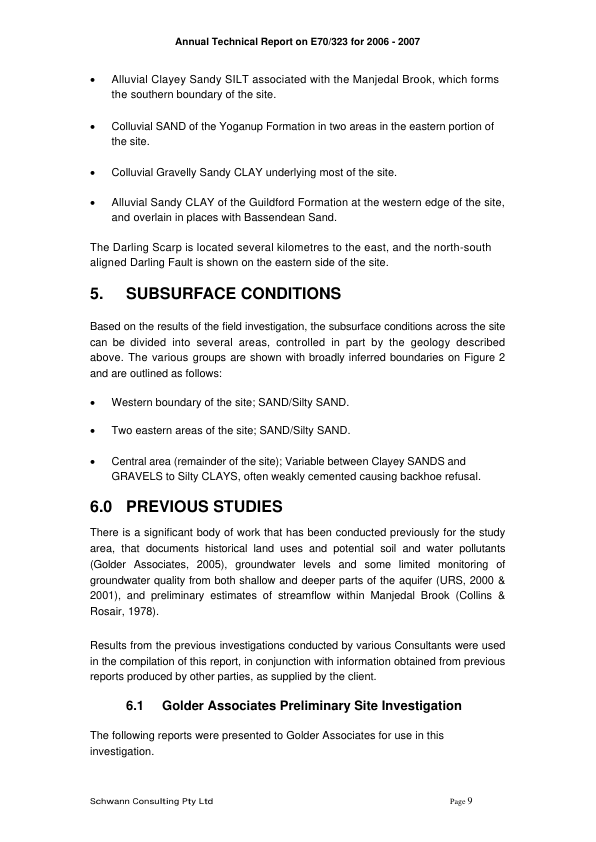 Annual Technical Report on E70/323 for 2006 - 2007
• Alluvial Clayey Sandy SILT associated with the Manjedal Brook, which forms
the southern boundary of the site.
• Colluvial SAND of the Yoganup Formation in two areas in the eastern portion of
the site.
• Colluvial Gravelly Sandy CLAY underlying most of the site.
• Alluvial Sandy CLAY of the Guildford Formation at the western edge of the site,
and overlain in places with Bassendean Sand.
The Darling Scarp is located several kilometres to the east, and the north-south
aligned Darling Fault is shown on the eastern side of the site.
5. SUBSURFACE CONDITIONS
Based on the results of the field investigation, the subsurface conditions across the site
can be divided into several areas, controlled in part by the geology described
above. The various groups are shown with broadly inferred boundaries on Figure 2
and are outlined as follows:
• Western boundary of the site; SAND/Silty SAND.
• Two eastern areas of the site; SAND/Silty SAND.
• Central area (remainder of the site); Variable between Clayey SANDS and
GRAVELS to Silty CLAYS, often weakly cemented causing backhoe refusal.
6.0 PREVIOUS STUDIES
There is a significant body of work that has been conducted previously for the study
area, that documents historical land uses and potential soil and water pollutants
(Golder Associates, 2005), groundwater levels and some limited monitoring of
groundwater quality from both shallow and deeper parts of the aquifer (URS, 2000 &
2001), and preliminary estimates of streamflow within Manjedal Brook (Collins &
Rosair, 1978).
Results from the previous investigations conducted by various Consultants were used
in the compilation of this report, in conjunction with information obtained from previous
reports produced by other parties, as supplied by the client.
6.1 Golder Associates Preliminary Site Investigation
The following reports were presented to Golder Associates for use in this
investigation.
Schwann Consulting Pty Ltd Page 9